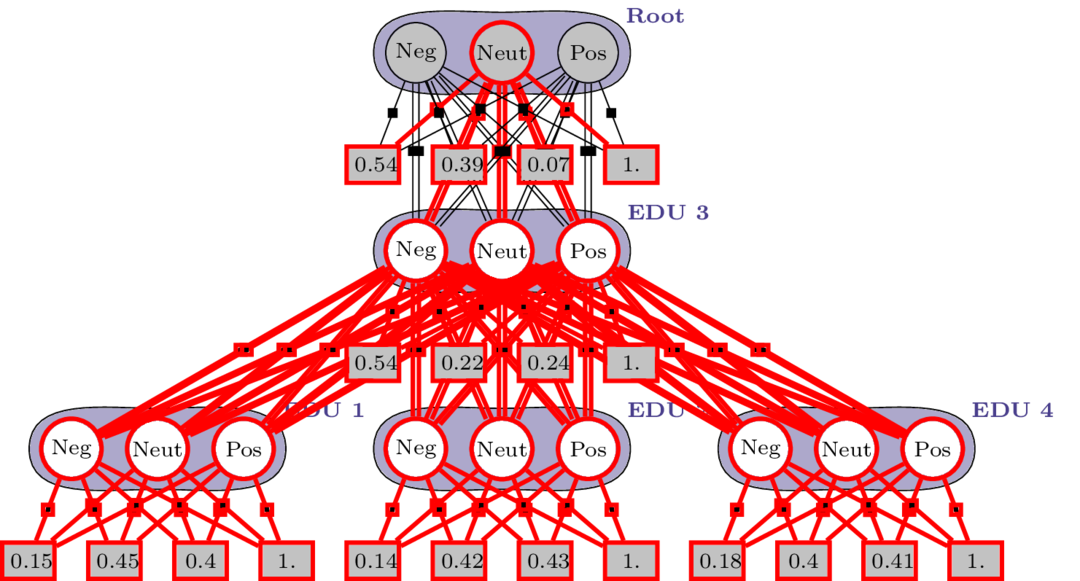 Root
Neg Neut Pos
0.54 0.39 0.07 1.
EDU 3
Neg Neut Pos
0.54 0.22 0.24 1.
1 EDU EDU 4
Neg Neut Pos Neg Neut Pos Neg Neut Pos
0.15 0.45 0.4 1. 0.14 0.42 0.43 1. 0.18 0.4 0.41 1.